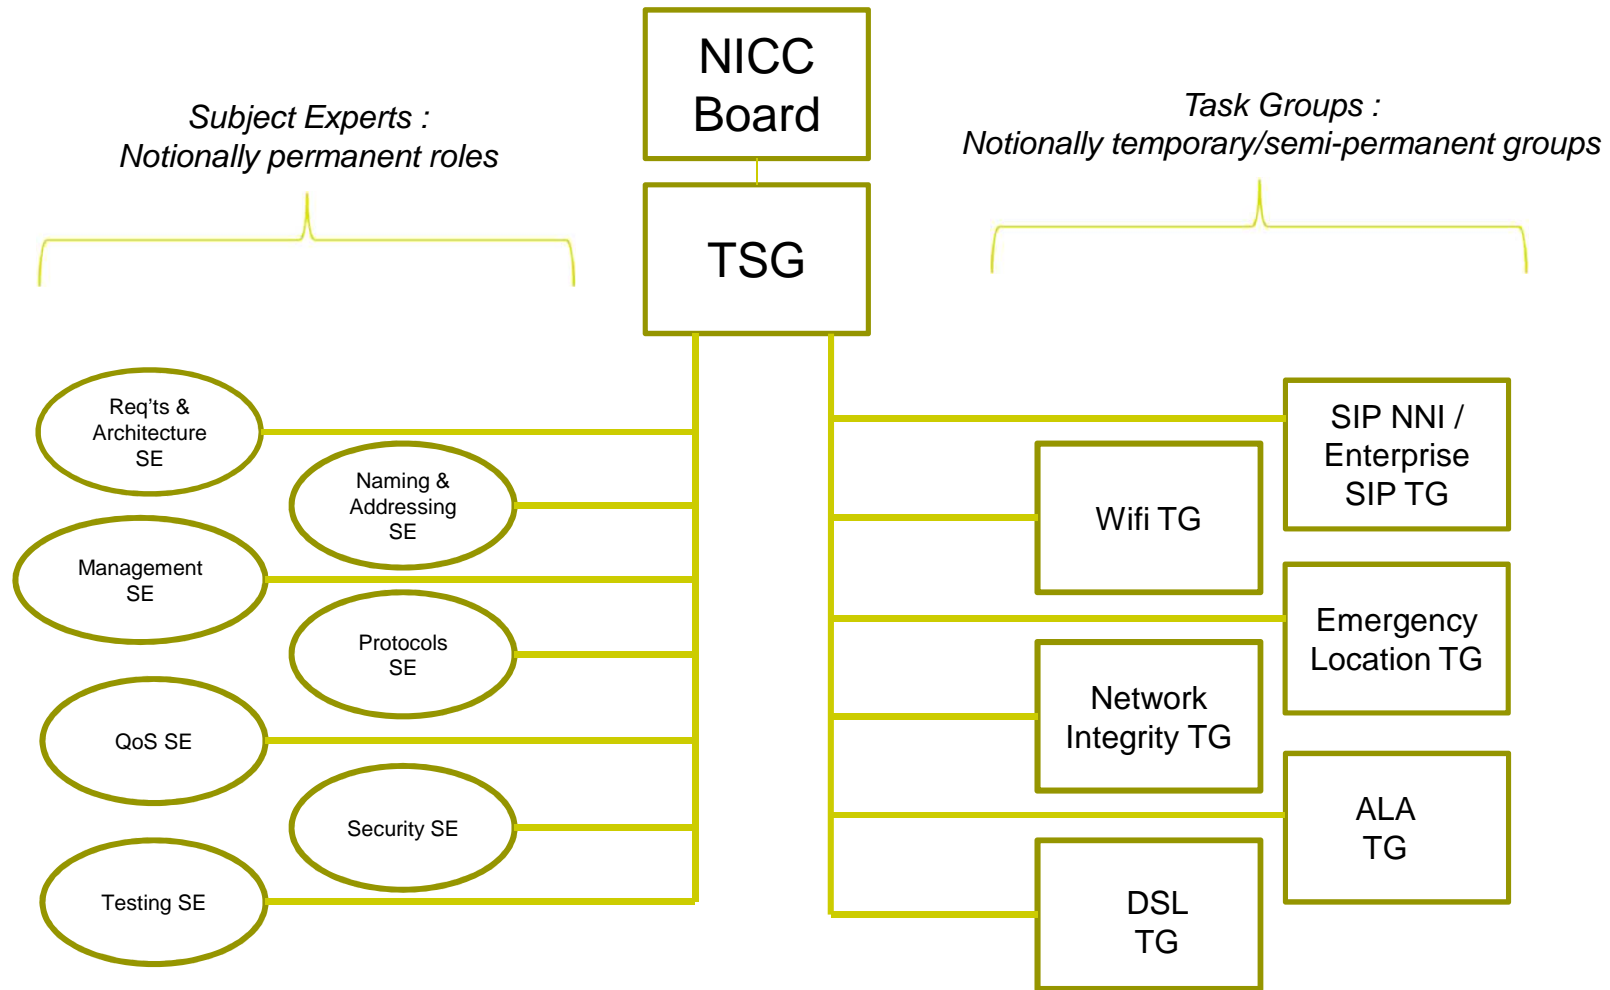 NICC
Board
Subject Experts :
Notionally permanent roles
Task Groups :
Notionally temporary/semi-permanent groups
TSG
Req’ts &
Architecture
SE
Naming &
Addressing
SE
Management
SE
Protocols
SE
QoS SE
Security SE
Testing SE
SIP NNI /
Enterprise
SIP TG
Wifi TG
Emergency
Location TG
Network
Integrity TG
ALA
TG
DSL
TG